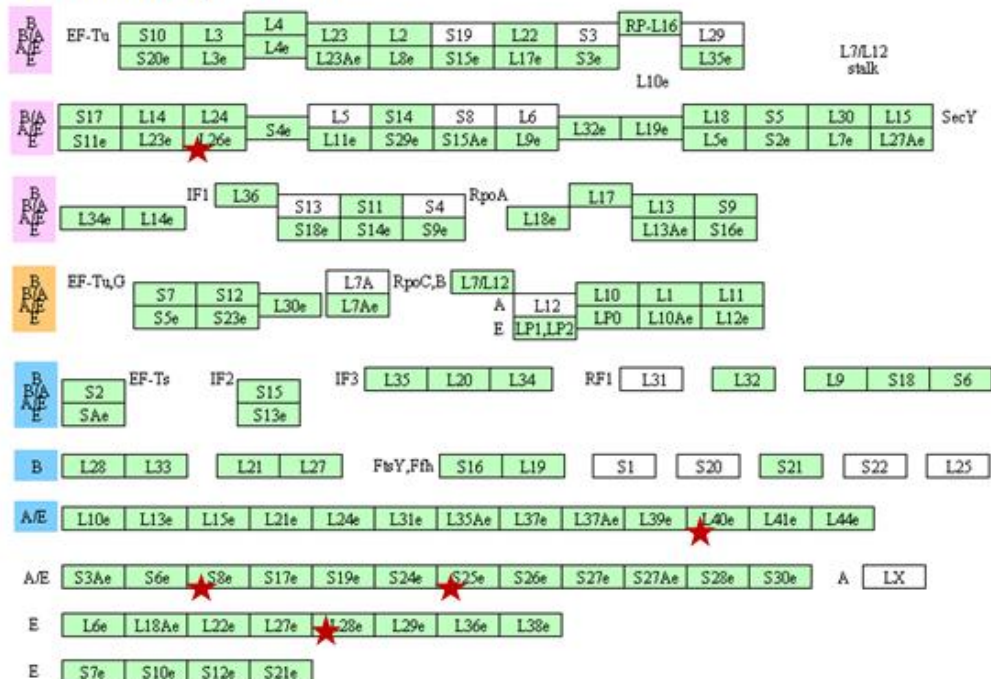 B
B/A EF-Tu S10 L3 L4 L23 L2 S19 L22 S3 RP-L16 L29
A/E S20e L3e L4e L23Ae L8e S15e L17e S3e L35e L7/L12
E L10e stalk
B
B/A S17 L14 L24 S4e L5 S14 S8 L6 L32e L19e L18 S5 L30 L15 SecY
A/E S11e L23e L26e L11e S29e S15Ae L9e L5e S2e L7e L27Ae
E
B IF1 L36 RpoA L17
B/A S13 S11 S4 L13 S9
A/E L34e L14e S18e S14e S9e L18e L13Ae S16e
E
B EF-Tu,G L7A RpoC,B L7/L12
B/A S7 S12 L30e L7Ae A L12 L10 L1 L11
A/E S5e S23e E LP1,LP2 LP0 L10Ae L12e
E
B EF-Ts IF2 IF3 L35 L20 L34 RF1 L31 L32 L9 S18 S6
B/A S2 S15
A/E SAe S13e
E
B L28 L33 L21 L27 FtsY,Ffh S16 L19 S1 S20 S21 S22 L25
A/E L10e L13e L15e L21e L24e L31e L35Ae L37e L37Ae L39e L40e L41e L44e
A/E S3Ae S6e S8e S17e S19e S24e S25e S26e S27e S27Ae S28e S30e A LX
E L6e L18Ae L22e L27e L28e L29e L36e L38e
E S7e S10e S12e S21e